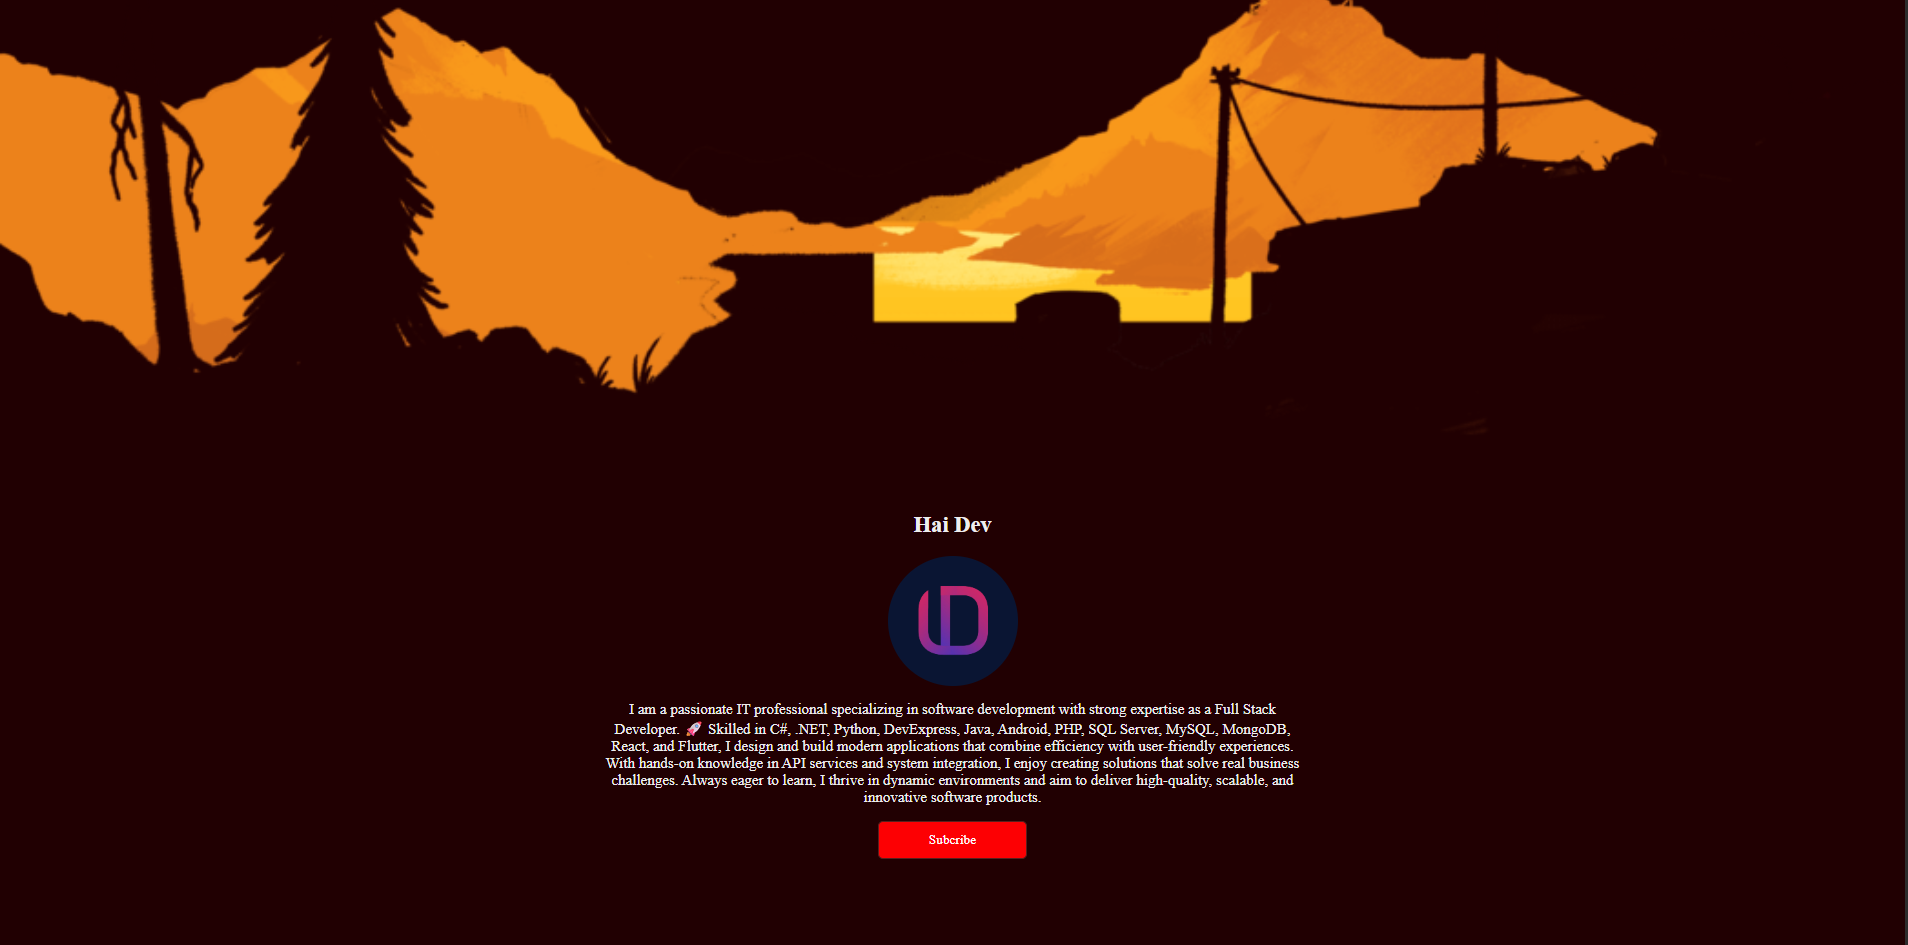 Hai Dev
I am a passionate IT professional specializing in software development with strong expertise as a Full Stack
Developer. 🚀 Skilled in C#, .NET, Python, DevExpress, Java, Android, PHP, SQL Server, MySQL, MongoDB,
React, and Flutter, I design and build modern applications that combine efficiency with user-friendly experiences.
With hands-on knowledge in API services and system integration, I enjoy creating solutions that solve real business
challenges. Always eager to learn, I thrive in dynamic environments and aim to deliver high-quality, scalable, and
innovative software products.
Subcribe